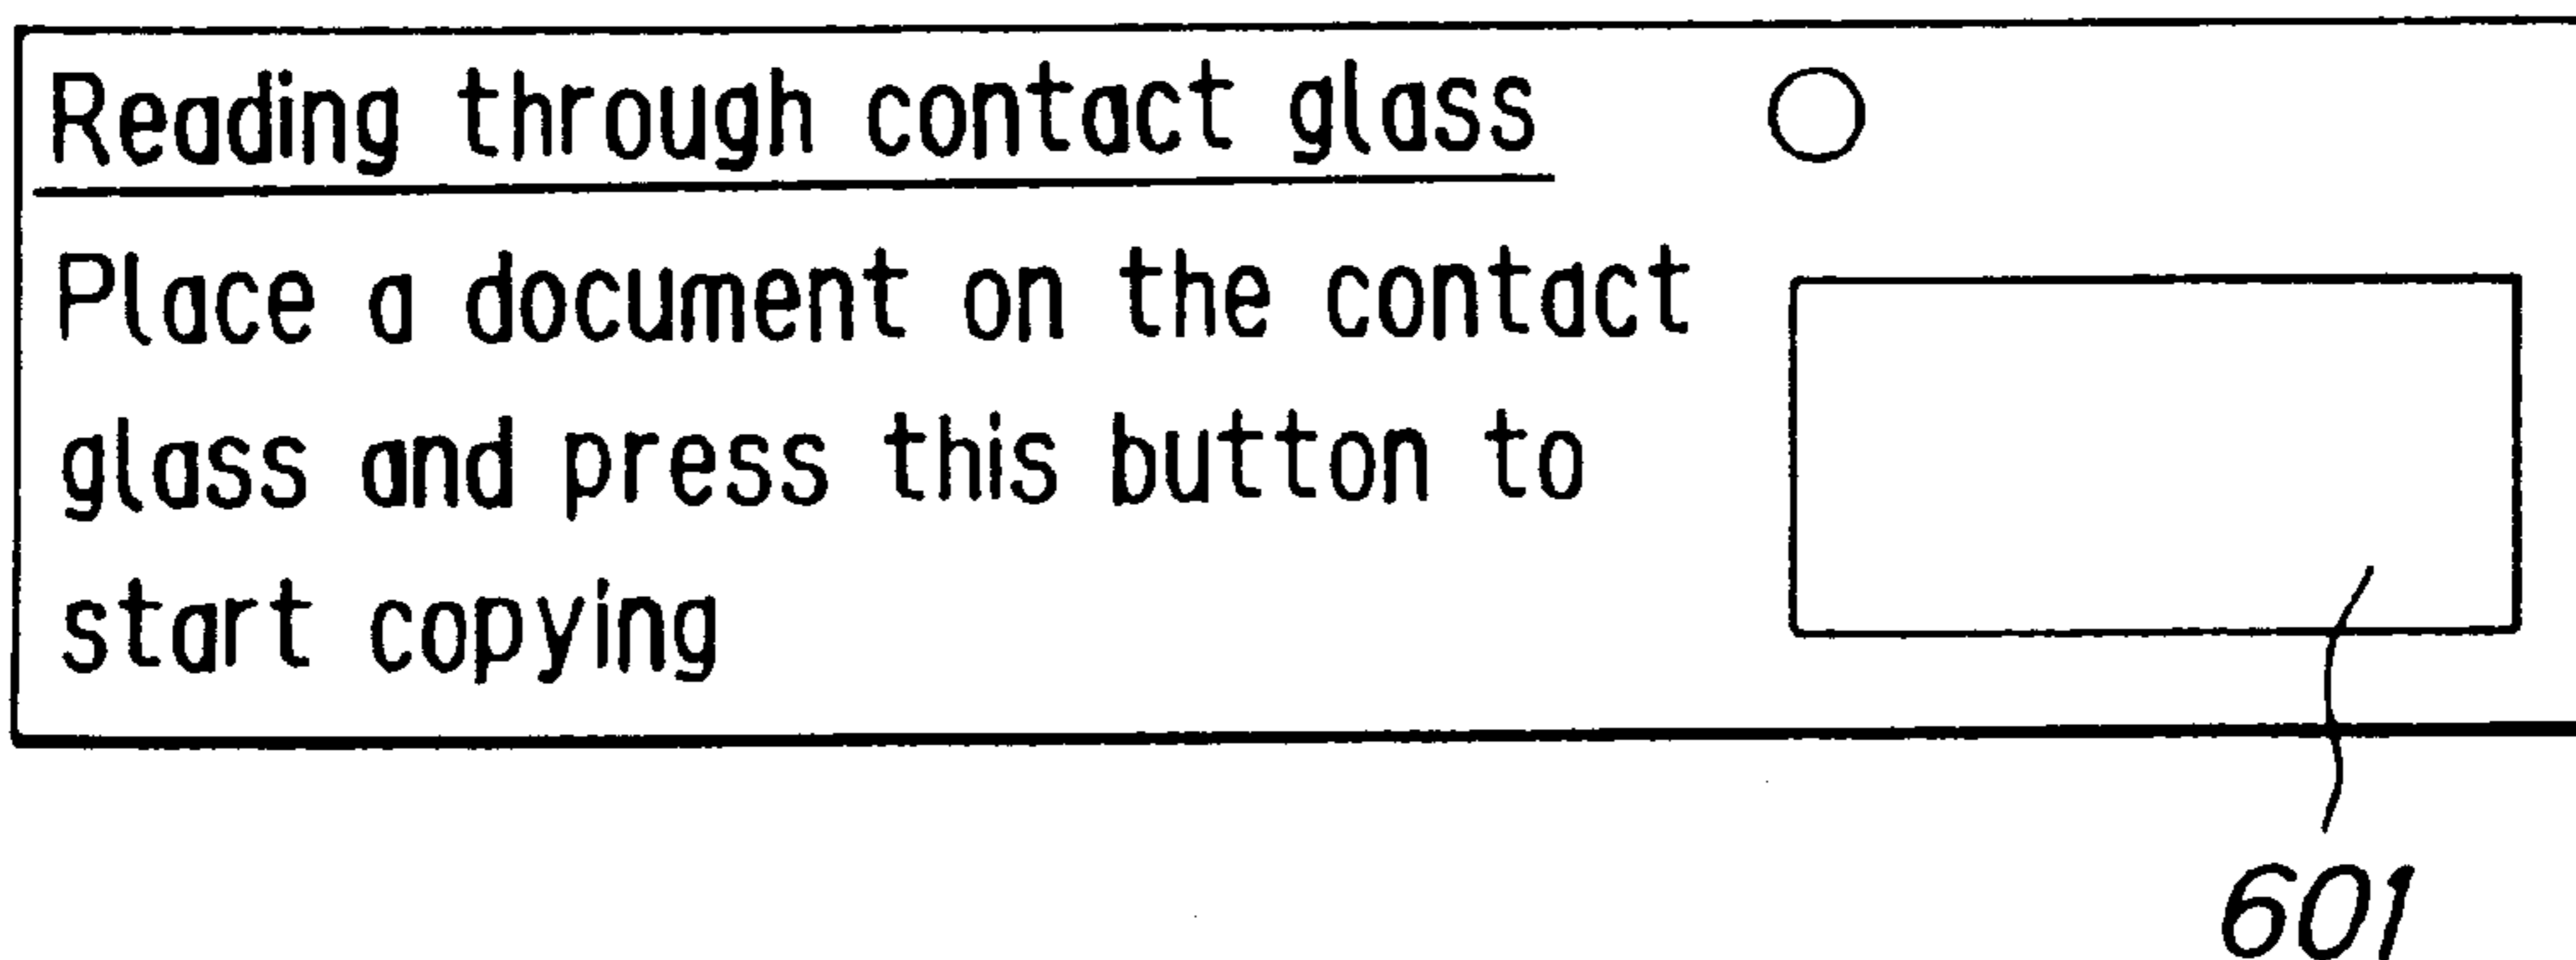 Reading through contact glass
Place a document on the contact
glass and press this button to
start copying
601